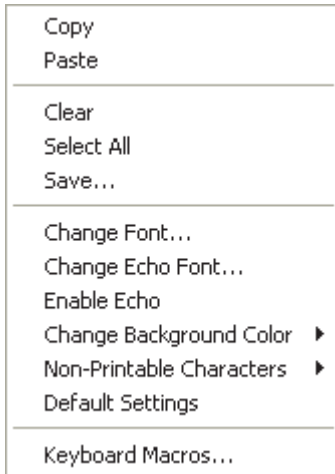 Copy
Paste
Clear
Select All
Save...
Change Font...
Change Echo Font...
Enable Echo
Change Background Color
Non-Printable Characters
Default Settings
Keyboard Macros...